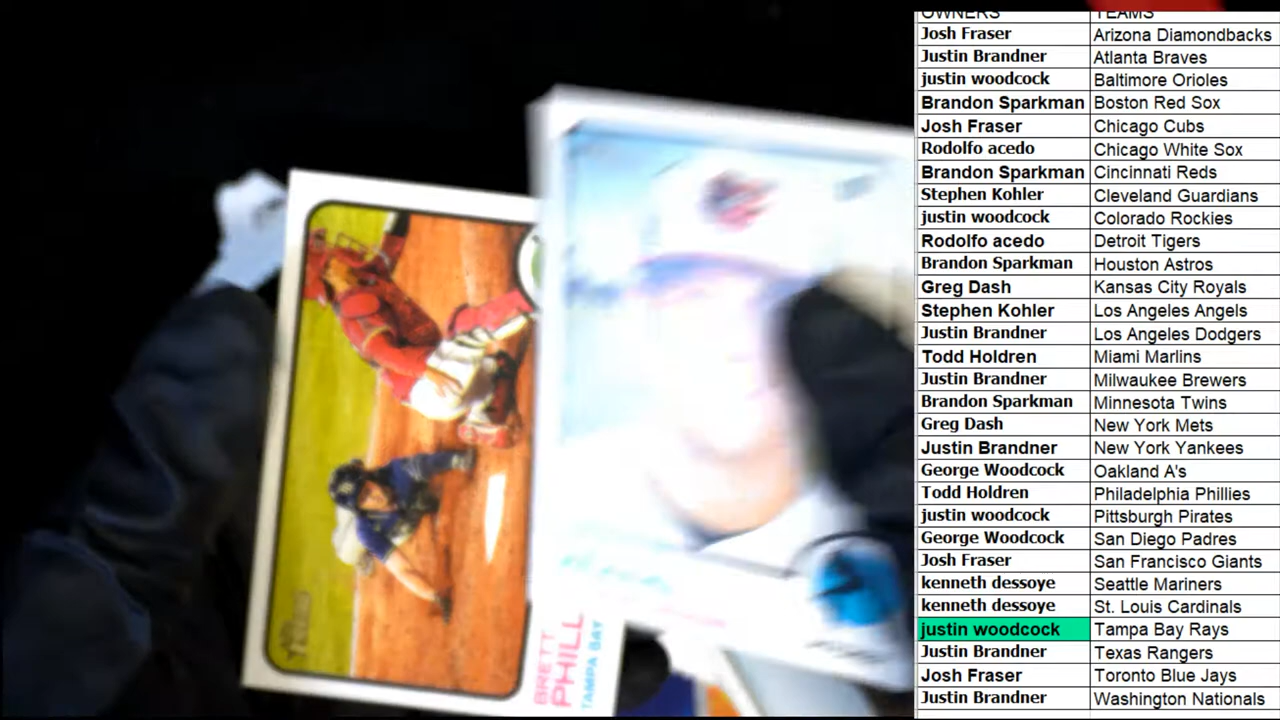 OWNERS TEAMS
Josh Fraser Arizona Diamondbacks
Justin Brandner Atlanta Braves
justin woodcock Baltimore Orioles
Brandon Sparkman Boston Red Sox
Josh Fraser Chicago Cubs
Rodolfo acedo Chicago White Sox
Brandon Sparkman Cincinnati Reds
Stephen Kohler Cleveland Guardians
justin woodcock Colorado Rockies
Rodolfo acedo Detroit Tigers
Brandon Sparkman Houston Astros
Greg Dash Kansas City Royals
Stephen Kohler Los Angeles Angels
Justin Brandner Los Angeles Dodgers
Todd Holdren Miami Marlins
Justin Brandner Milwaukee Brewers
Brandon Sparkman Minnesota Twins
Greg Dash New York Mets
Justin Brandner New York Yankees
George Woodcock Oakland A's
Todd Holdren Philadelphia Phillies
justin woodcock Pittsburgh Pirates
George Woodcock San Diego Padres
Josh Fraser San Francisco Giants
kenneth dessoye Seattle Mariners
kenneth dessoye St. Louis Cardinals
justin woodcock Tampa Bay Rays
Justin Brandner Texas Rangers
Josh Fraser Toronto Blue Jays
Justin Brandner Washington Nationals
BRETT
PHILL
TAMPA BAY